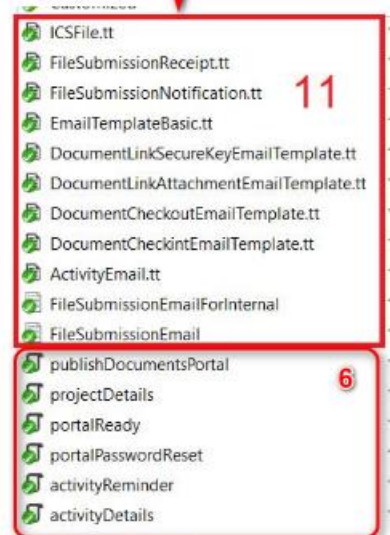 Customized
ICSFile.tt
FileSubmissionReceipt.tt
FileSubmissionNotification.tt
11
EmailTemplateBasic.tt
DocumentLinkSecureKeyEmailTemplate.tt
DocumentLinkAttachmentEmailTemplate.tt
DocumentCheckoutEmailTemplate.tt
DocumentCheckintEmailTemplate.tt
ActivityEmail.tt
FileSubmissionEmailForInternal
FileSubmissionEmail
publishDocumentsPortal
6
projectDetails
portalReady
portalPasswordReset
activityReminder
activityDetails